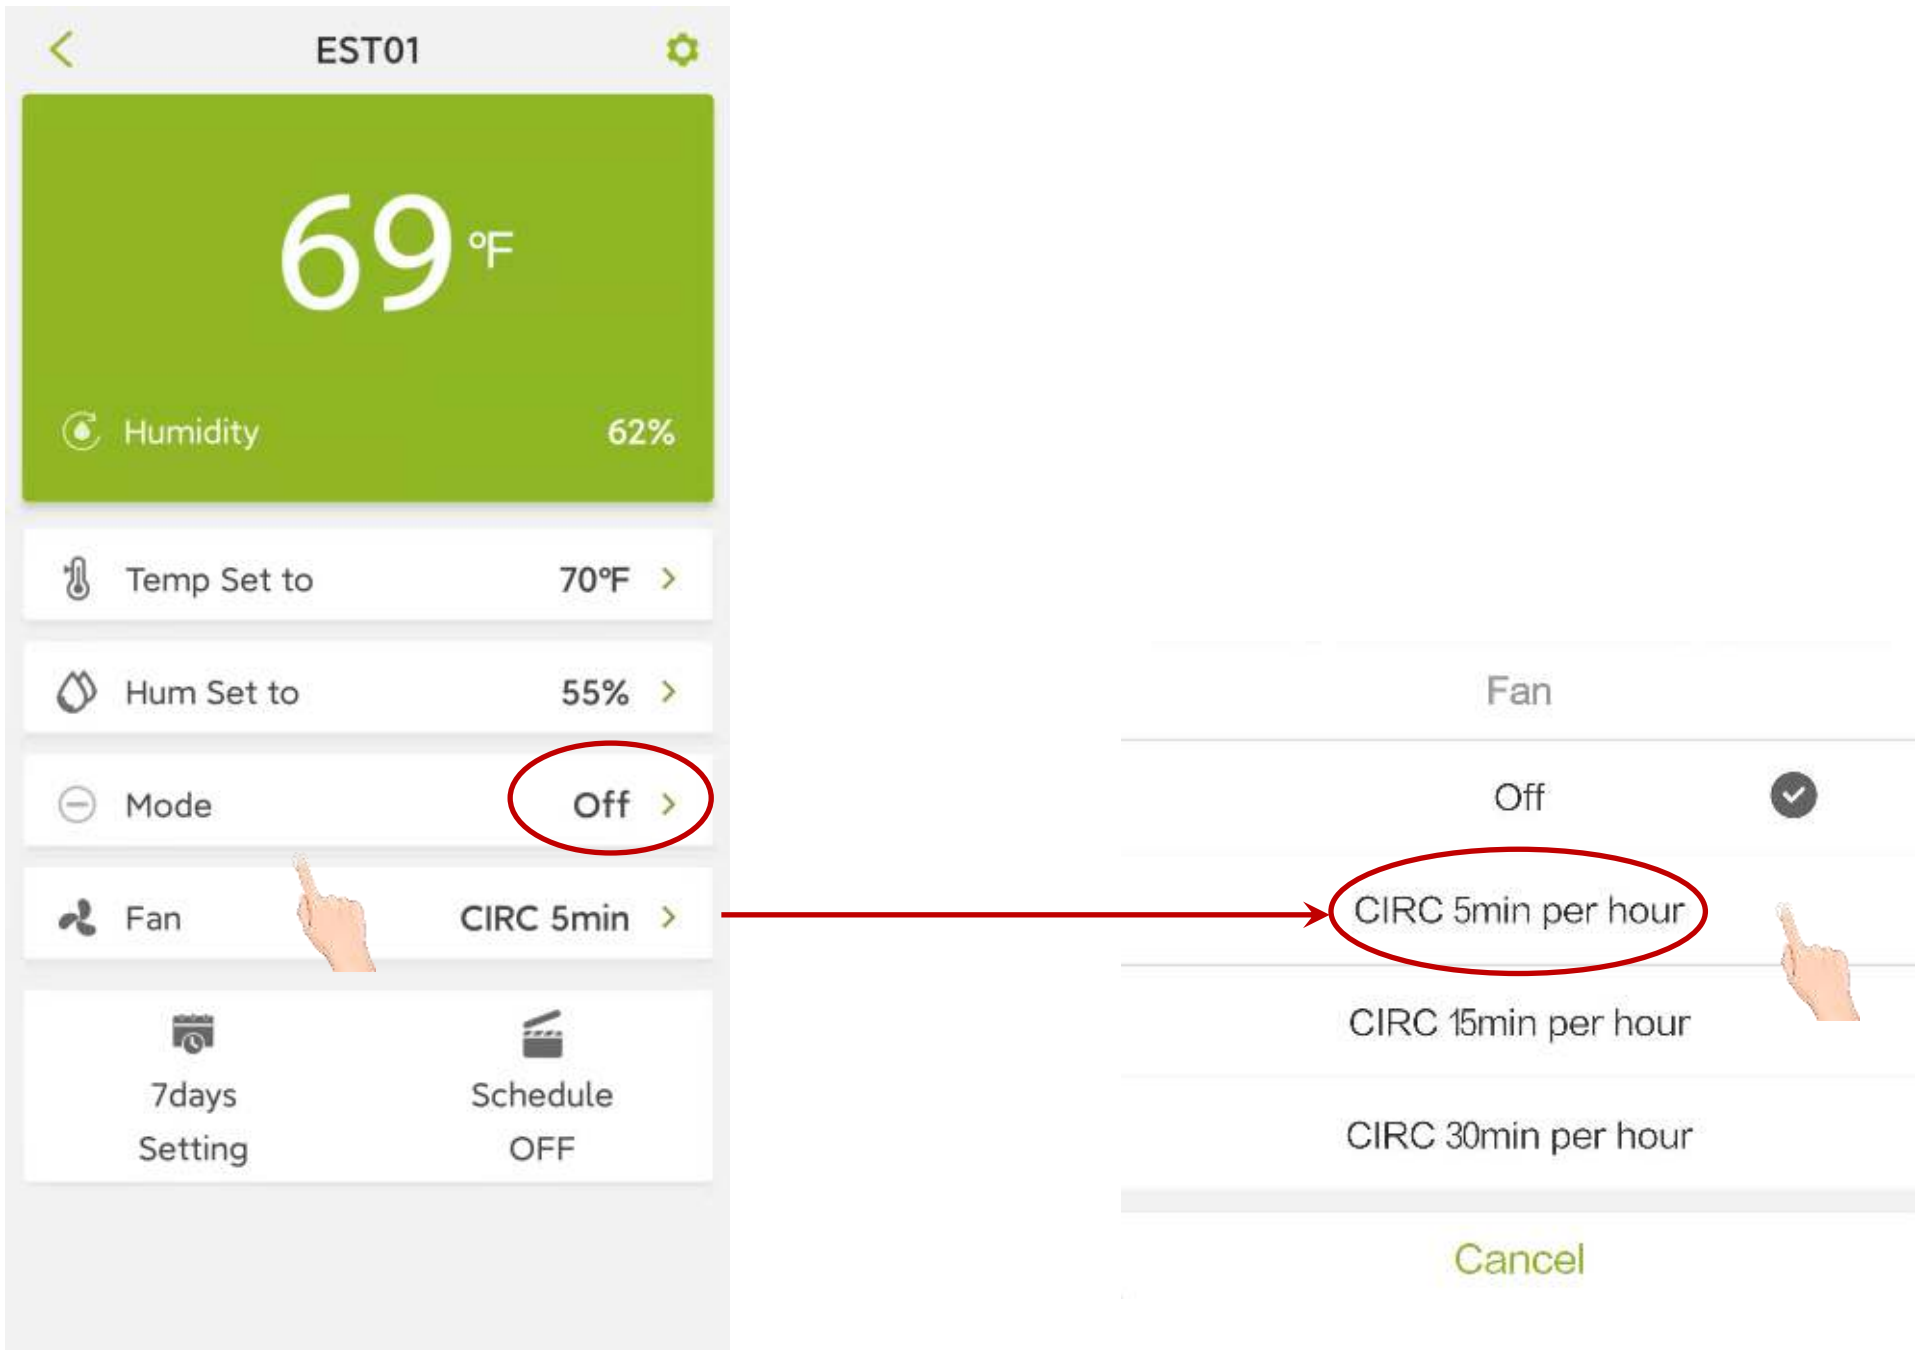 EST01
69 °F
Humidity 62%
Temp Set to 70°F
Hum Set to 55%
Mode Off
Fan CIRC 5min
7days Schedule
Setting OFF
Fan
Off
CIRC 5min per hour
CIRC 15min per hour
CIRC 30min per hour
Cancel